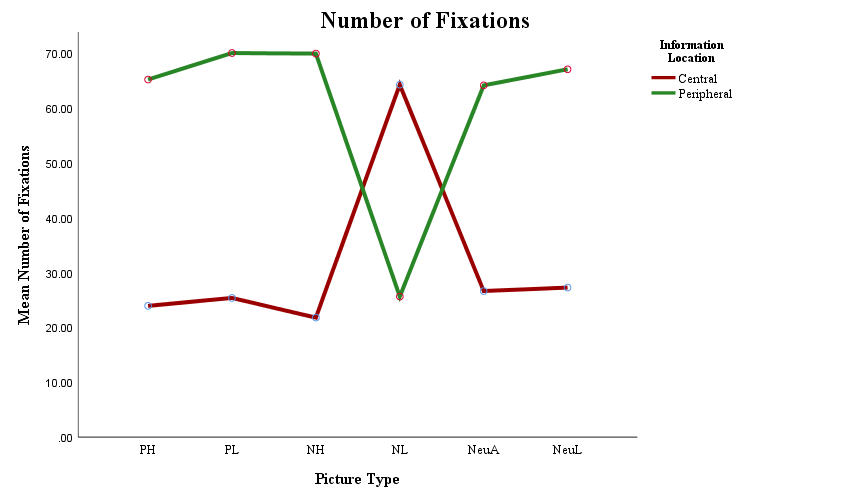 Number of Fixations
Information
Location
Central
Peripheral
Mean Number of Fixations
70.00
60.00
50.00
40.00
30.00
20.00
10.00
.00
PH PL NH NL NeuA NeuL
Picture Type